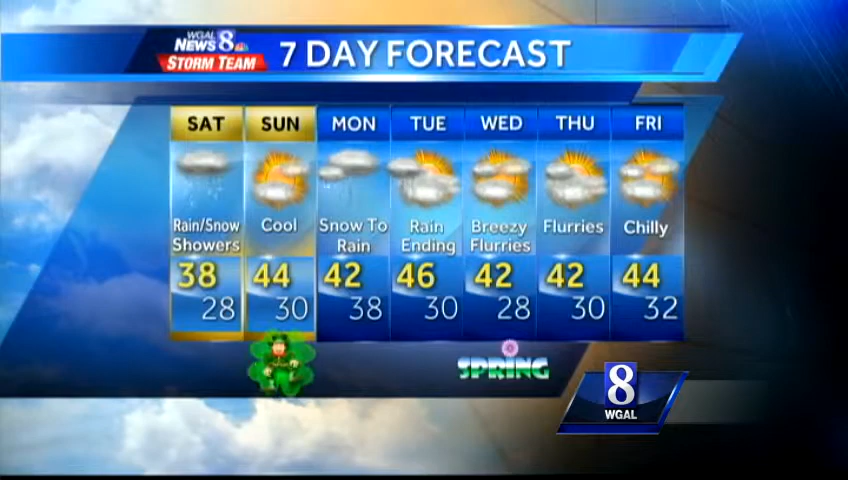 WGAL
NEWS 8
STORM TEAM
7 DAY FORECAST
SAT SUN MON TUE WED THU FRI
Rain/Snow Showers
Cool
Snow To Rain
Rain Ending
Breezy Flurries
Flurries
Chilly
38 44 42 46 42 42 44
28 30 38 30 28 30 32
SPRING
8
WGAL